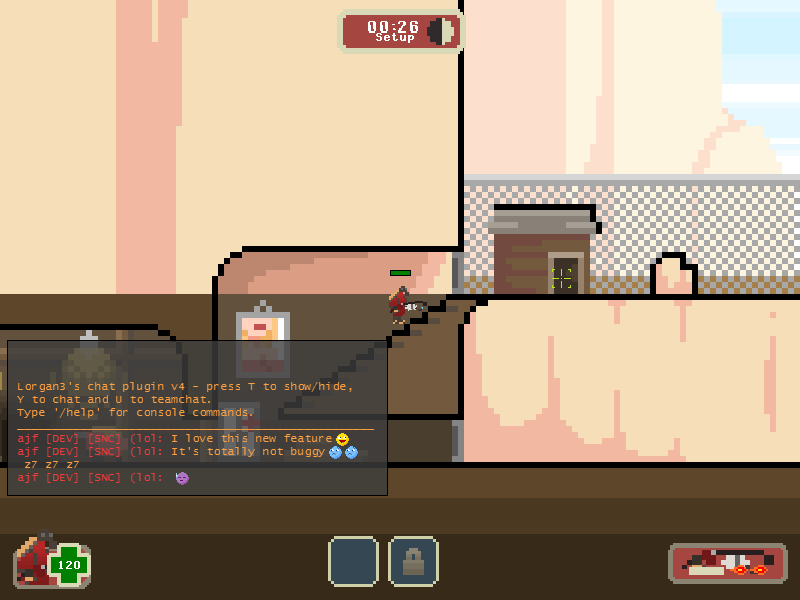 00:26
Setup
Lorgan3's chat plugin v4 - press T to show/hide,
Y to chat and U to teamchat.
Type '/help' for console commands.
ajf [DEV] [SNC] (lol: I love this new feature
ajf [DEV] [SNC] (lol: It's totally not buggy
z7 z7 z7
ajf [DEV] [SNC] (lol:
120